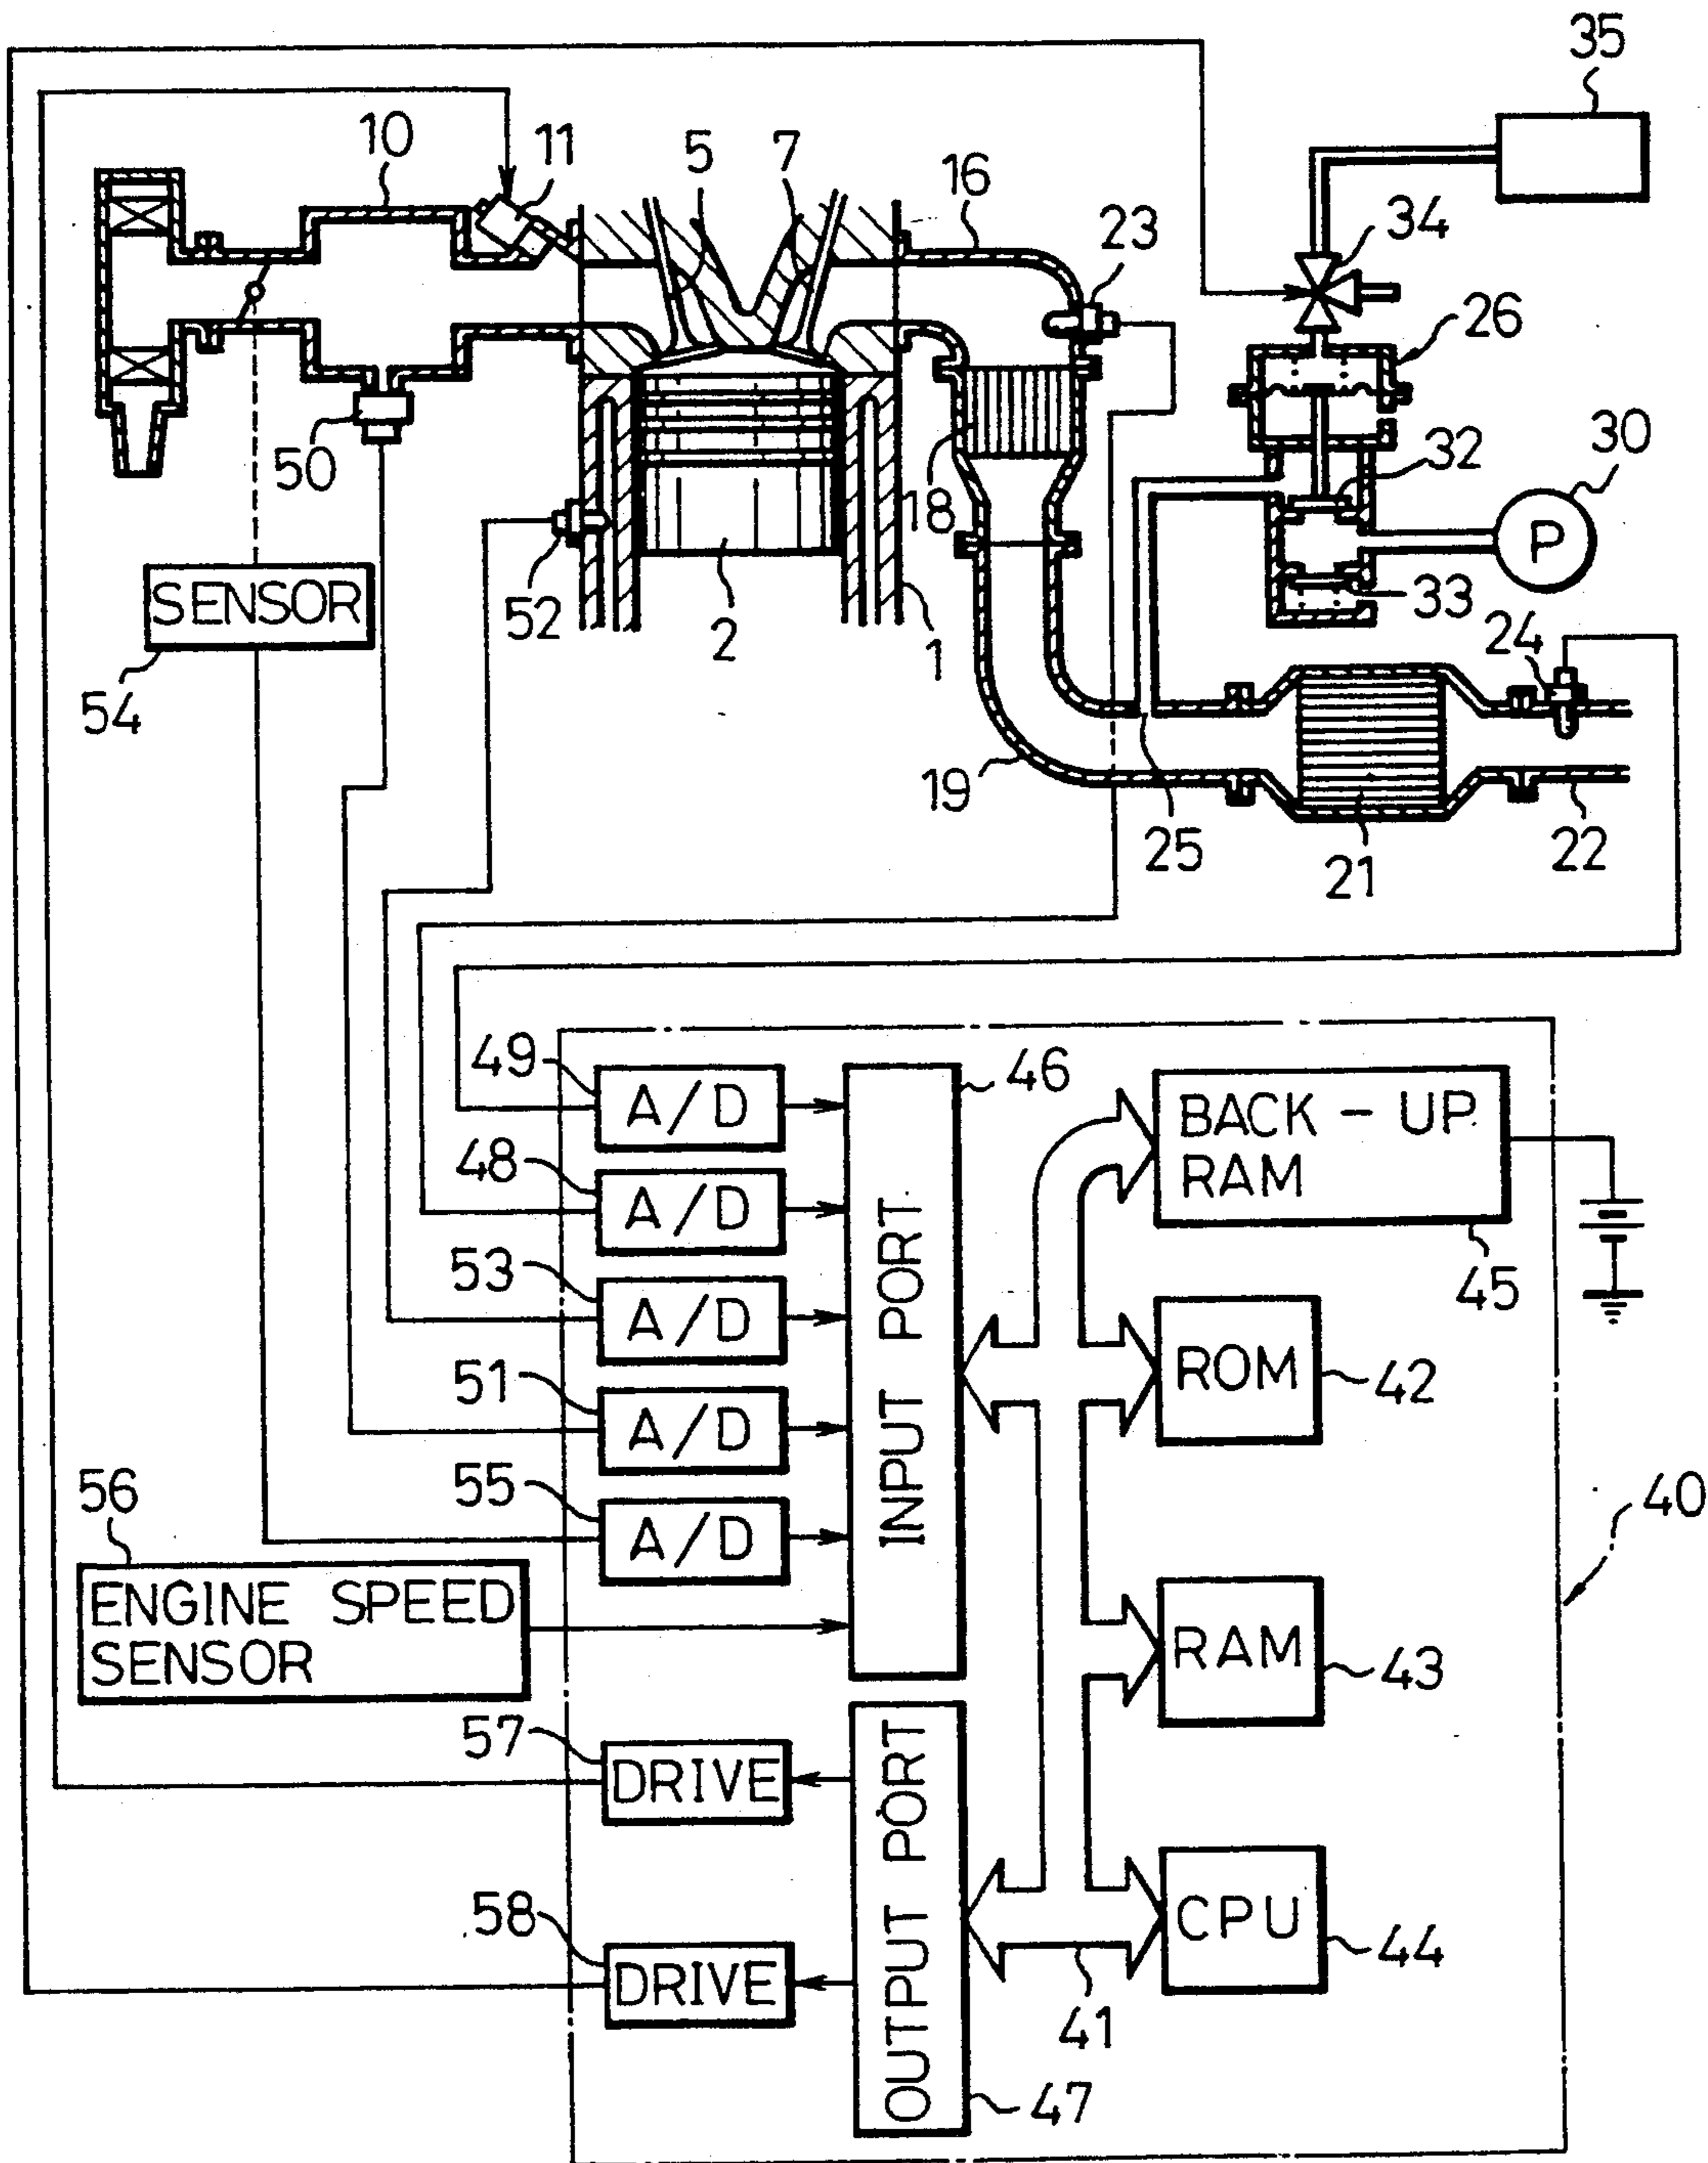 35
10
11
5
7
16
23
34
26
50
18
32
30
P
SENSOR
52
2
1
33
24
54
19
25
21
22
49
A/D
46
BACK-UP
RAM
48
A/D
INPUT PORT
45
53
A/D
ROM
42
51
A/D
56
55
A/D
40
ENGINE SPEED
SENSOR
RAM
43
57
DRIVE
OUTPUT PORT
58
DRIVE
CPU
44
41
47